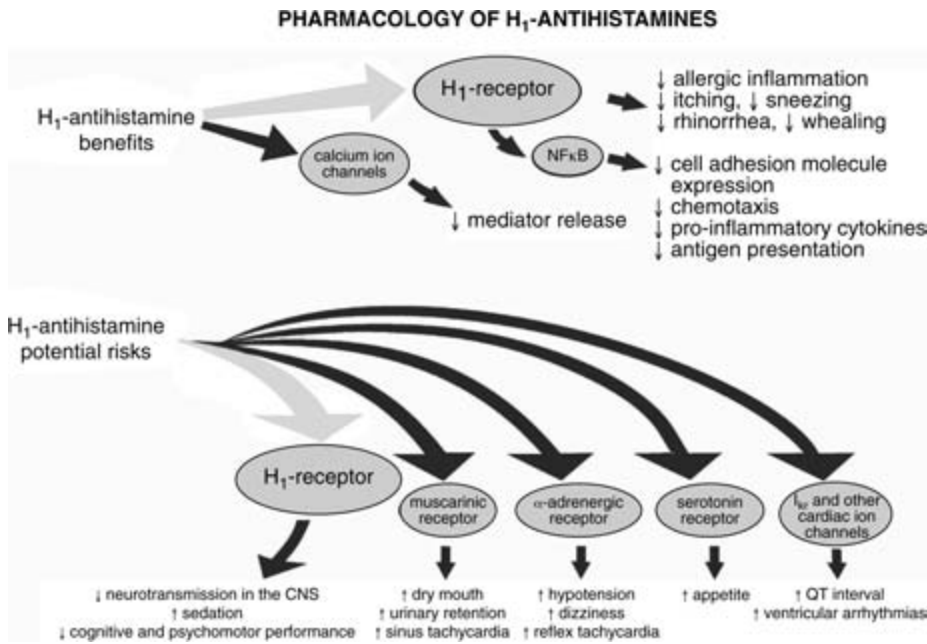 PHARMACOLOGY OF H₁-ANTIHISTAMINES
H₁-antihistamine
benefits
H₁-receptor
↓ allergic inflammation
↓ itching, ↓ sneezing
↓ rhinorrhea, ↓ whealing
calcium ion
channels
NFκB
↓ mediator release
↓ cell adhesion molecule
expression
↓ chemotaxis
↓ pro-inflammatory cytokines
↓ antigen presentation
H₁-antihistamine
potential risks
H₁-receptor
muscarinic
receptor
α-adrenergic
receptor
serotonin
receptor
Iₖᵣ and other
cardiac ion
channels
↓ neurotransmission in the CNS
↑ sedation
↓ cognitive and psychomotor performance
↑ dry mouth
↑ urinary retention
↑ sinus tachycardia
↑ hypotension
↑ dizziness
↑ reflex tachycardia
↑ appetite
↑ QT interval
↑ ventricular arrhythmias